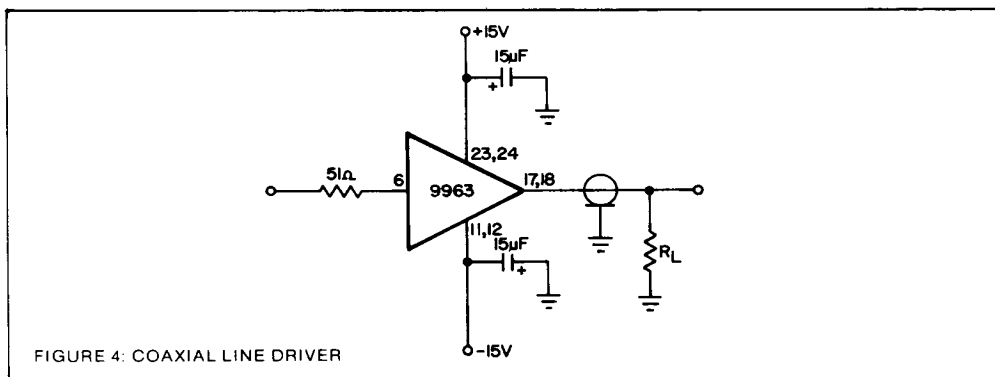 +15V
15µF
+
51Ω
6
9963
23,24
17,18
11,12
15µF
+
RL
-15V
FIGURE 4: COAXIAL LINE DRIVER